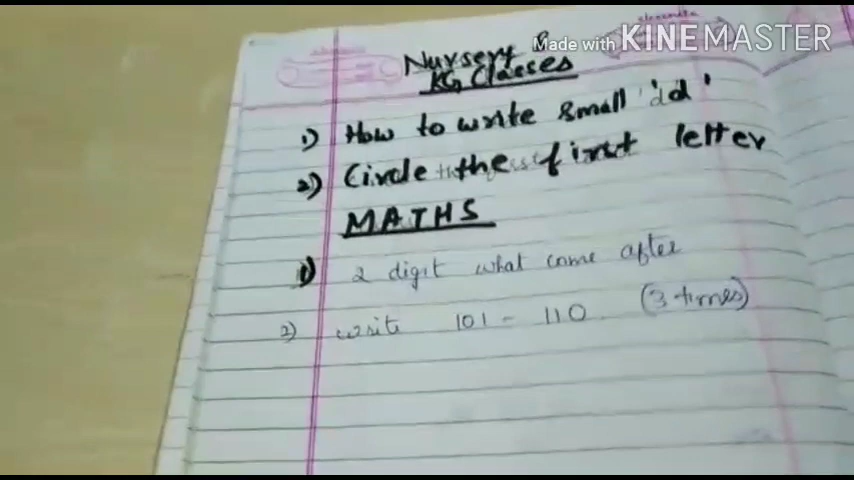 Made with KINEMASTER
Nursery &
KG Classes
1) How to write small 'd'
2) Circle the first letter
MATHS
1) 2 digit what come after
2) write 101 - 110 (3 times)